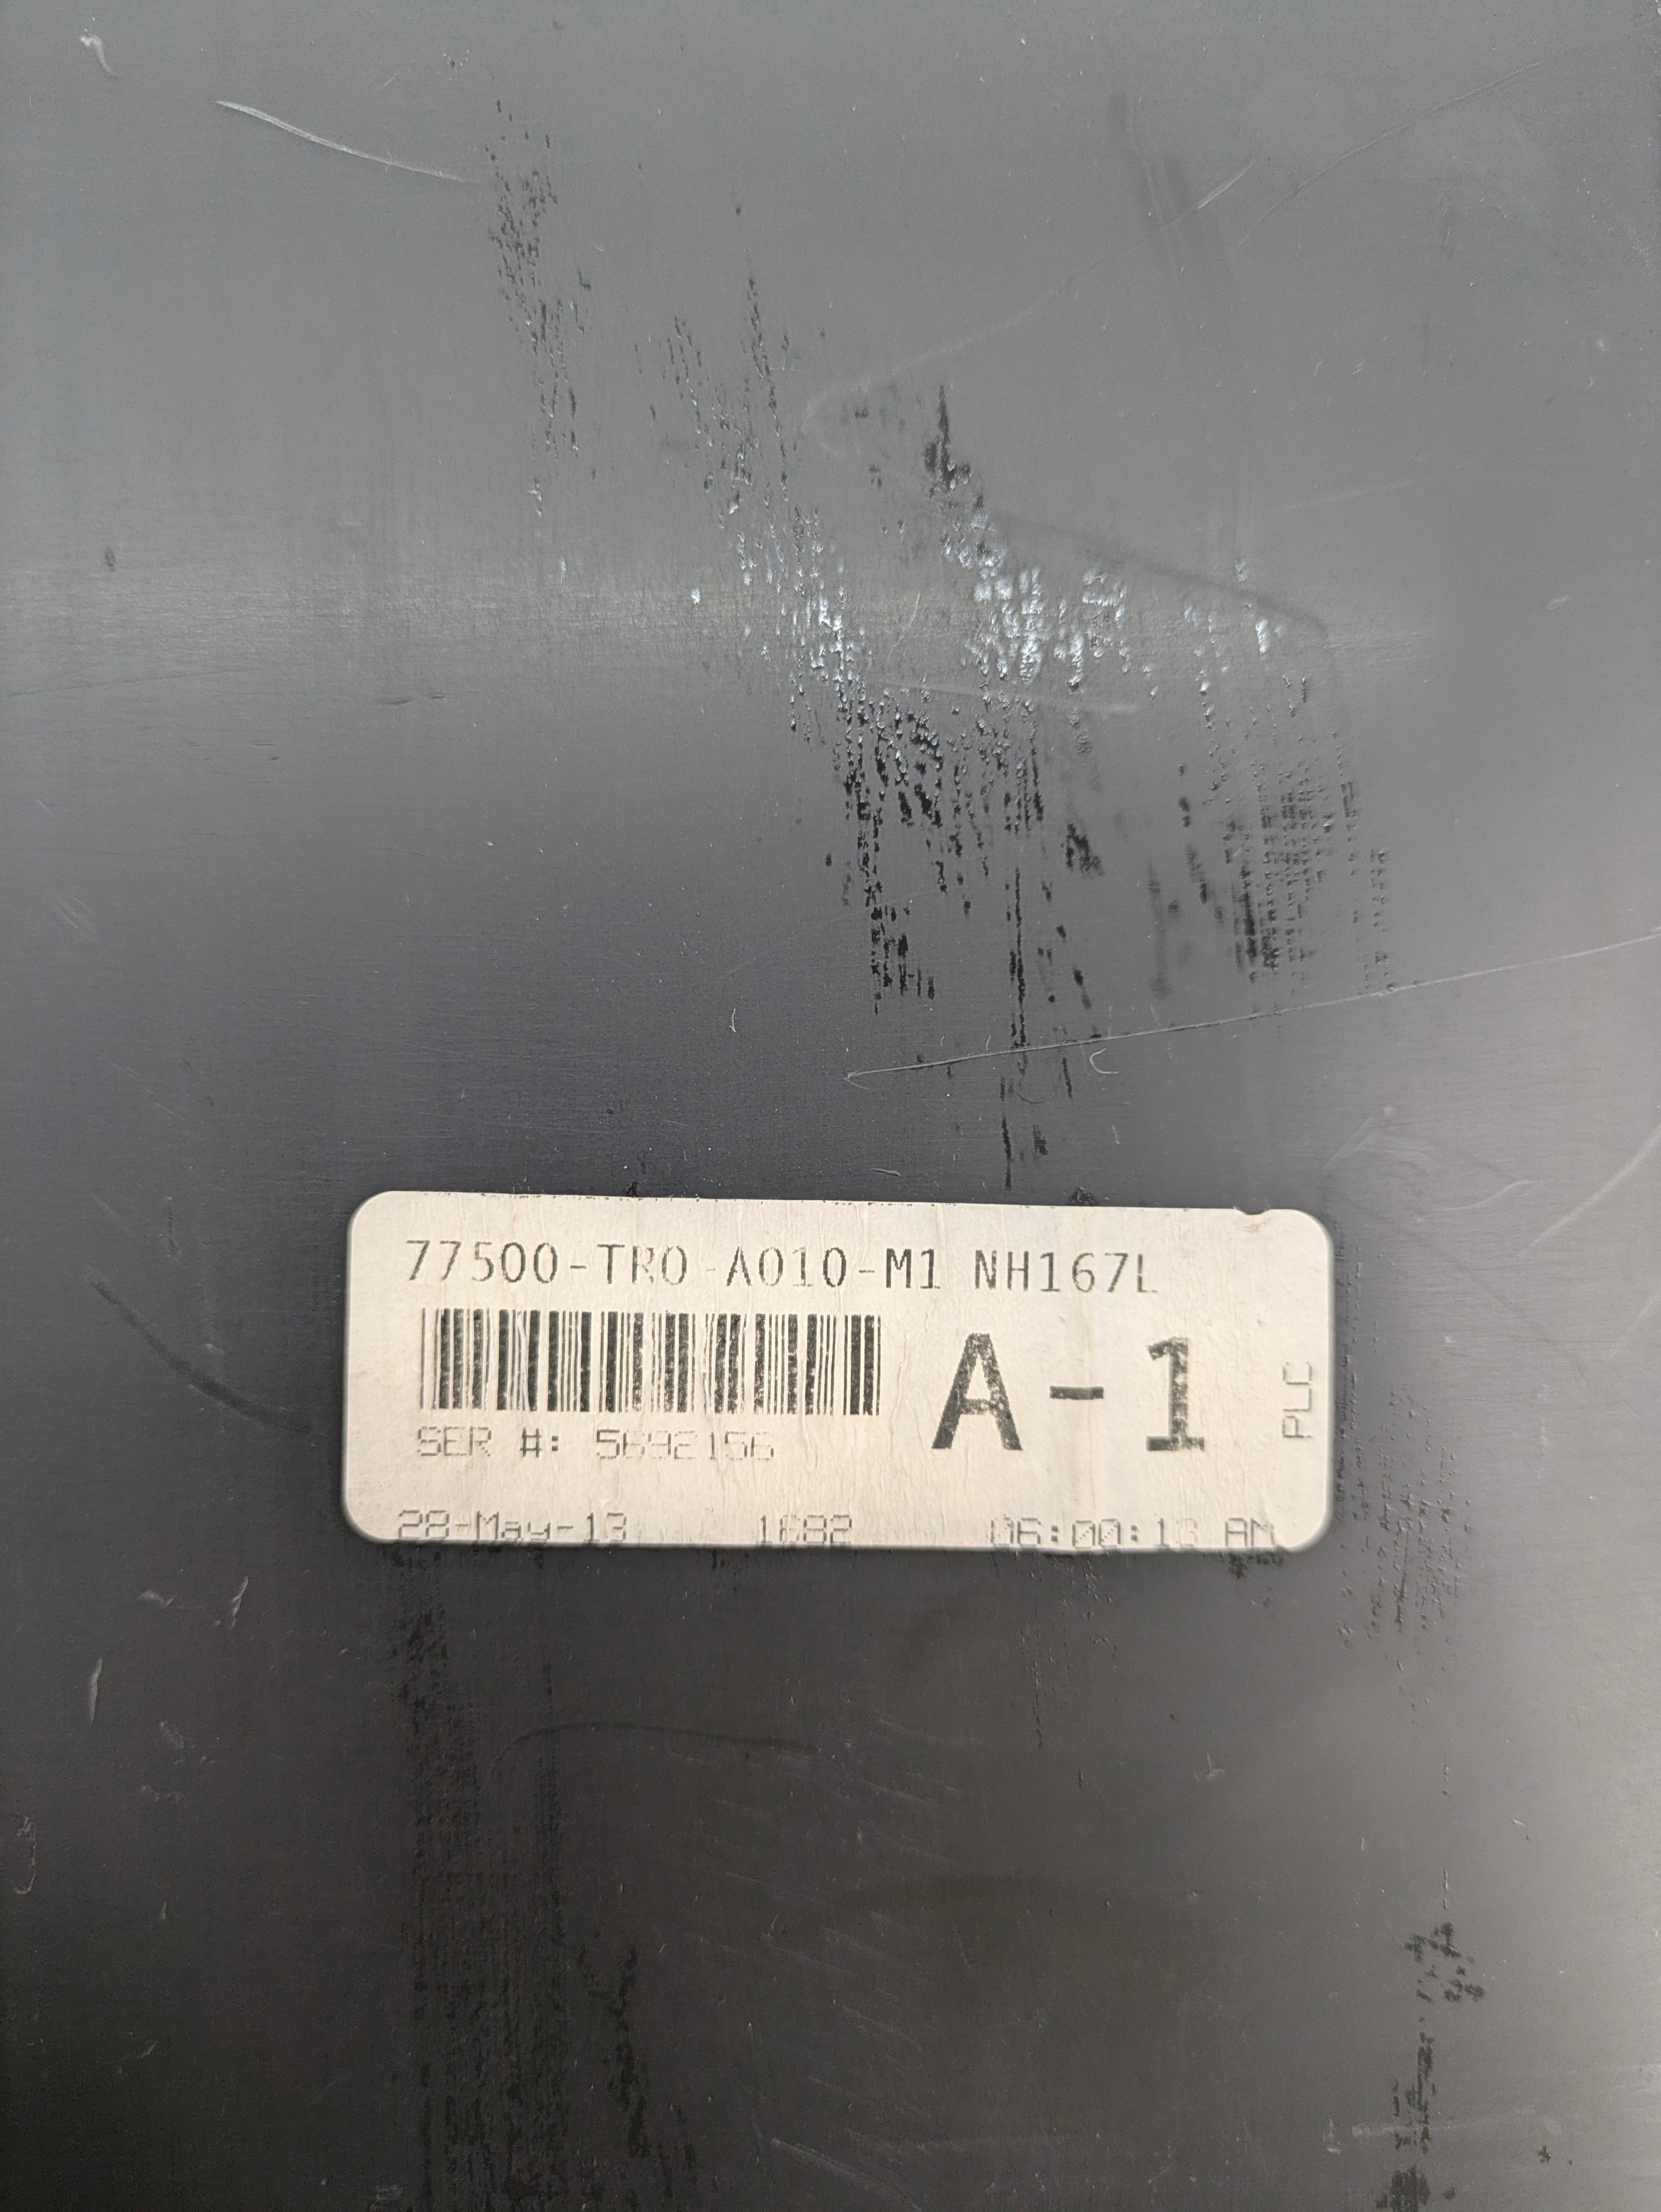 77500-TR0-A010-M1 NH167L
A-1
PLC
SER #: 5692156
28-May-13 1682 06:00:13 AM